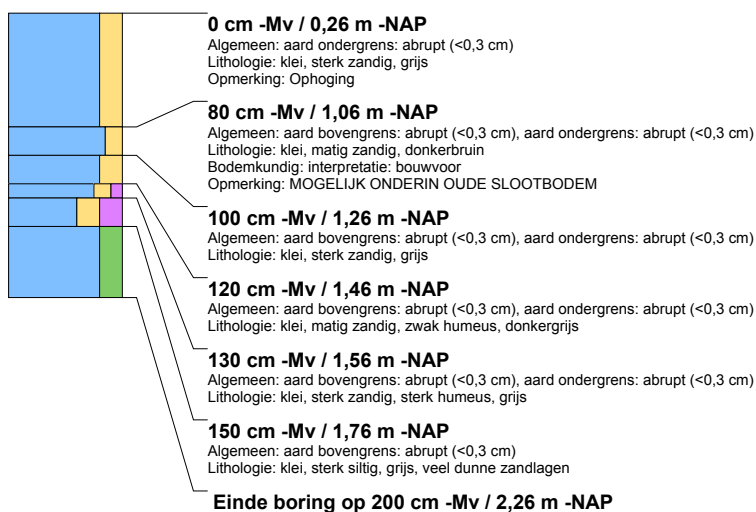 0 cm -Mv / 0,26 m -NAP
Algemeen: aard ondergrens: abrupt (<0,3 cm)
Lithologie: klei, sterk zandig, grijs
Opmerking: Ophoging
80 cm -Mv / 1,06 m -NAP
Algemeen: aard bovengrens: abrupt (<0,3 cm), aard ondergrens: abrupt (<0,3 cm)
Lithologie: klei, matig zandig, donkerbruin
Bodemkundig: interpretatie: bouwvoor
Opmerking: MOGELIJK ONDERIN OUDE SLOOTBODEM
100 cm -Mv / 1,26 m -NAP
Algemeen: aard bovengrens: abrupt (<0,3 cm), aard ondergrens: abrupt (<0,3 cm)
Lithologie: klei, sterk zandig, grijs
120 cm -Mv / 1,46 m -NAP
Algemeen: aard bovengrens: abrupt (<0,3 cm), aard ondergrens: abrupt (<0,3 cm)
Lithologie: klei, matig zandig, zwak humeus, donkergrijs
130 cm -Mv / 1,56 m -NAP
Algemeen: aard bovengrens: abrupt (<0,3 cm), aard ondergrens: abrupt (<0,3 cm)
Lithologie: klei, sterk zandig, sterk humeus, grijs
150 cm -Mv / 1,76 m -NAP
Algemeen: aard bovengrens: abrupt (<0,3 cm)
Lithologie: klei, sterk siltig, grijs, veel dunne zandlagen
Einde boring op 200 cm -Mv / 2,26 m -NAP